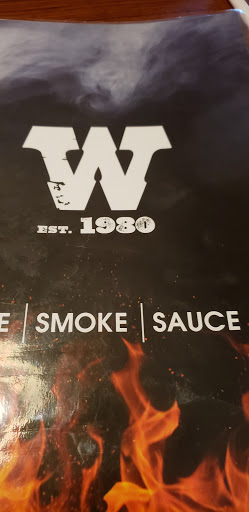 W
EST. 1980
E | SMOKE | SAUCE